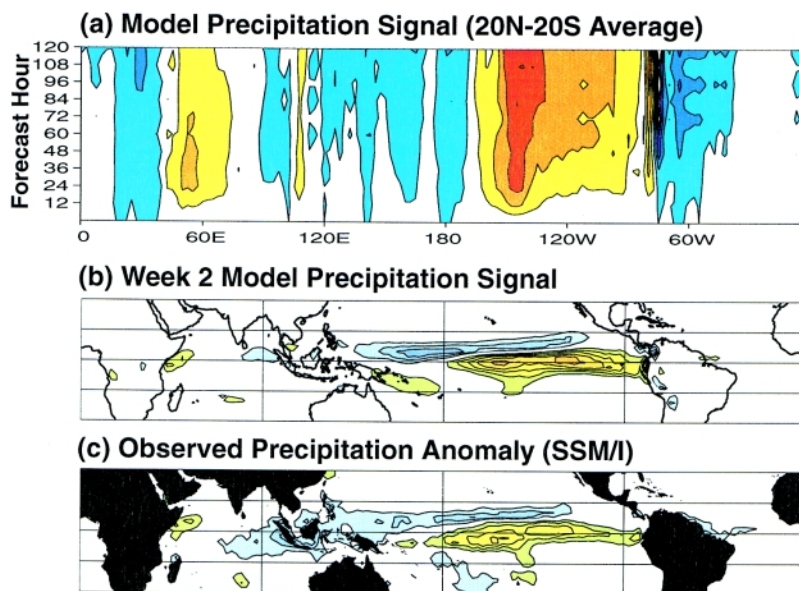 (a) Model Precipitation Signal (20N-20S Average)
Forecast Hour
120
108
96
84
72
60
48
36
24
12
0 60E 120E 180 120W 60W
(b) Week 2 Model Precipitation Signal
(c) Observed Precipitation Anomaly (SSM/I)